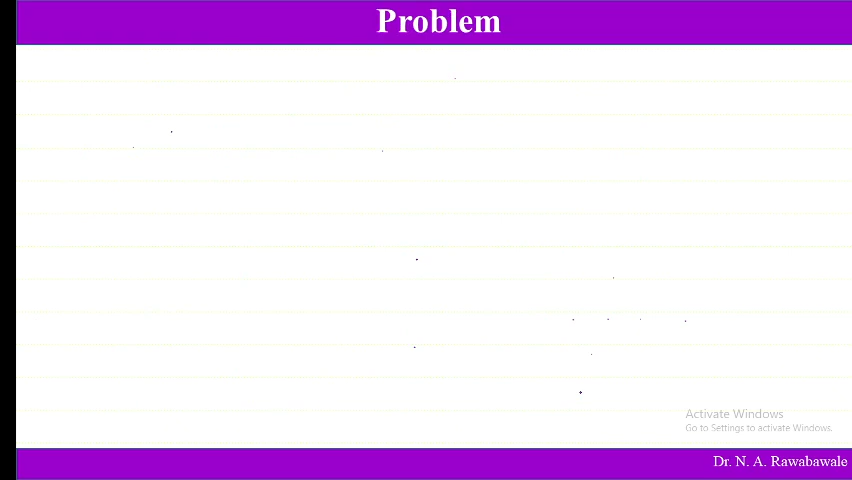 Problem
Activate Windows
Go to Settings to activate Windows.
Dr. N. A. Rawabawale